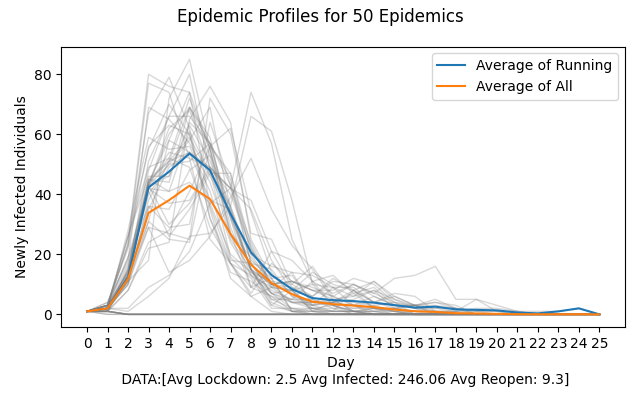 Epidemic Profiles for 50 Epidemics
Average of Running
Average of All
Newly Infected Individuals
80
60
40
20
0
0 1 2 3 4 5 6 7 8 9 10 11 12 13 14 15 16 17 18 19 20 21 22 23 24 25
Day
DATA:[Avg Lockdown: 2.5 Avg Infected: 246.06 Avg Reopen: 9.3]